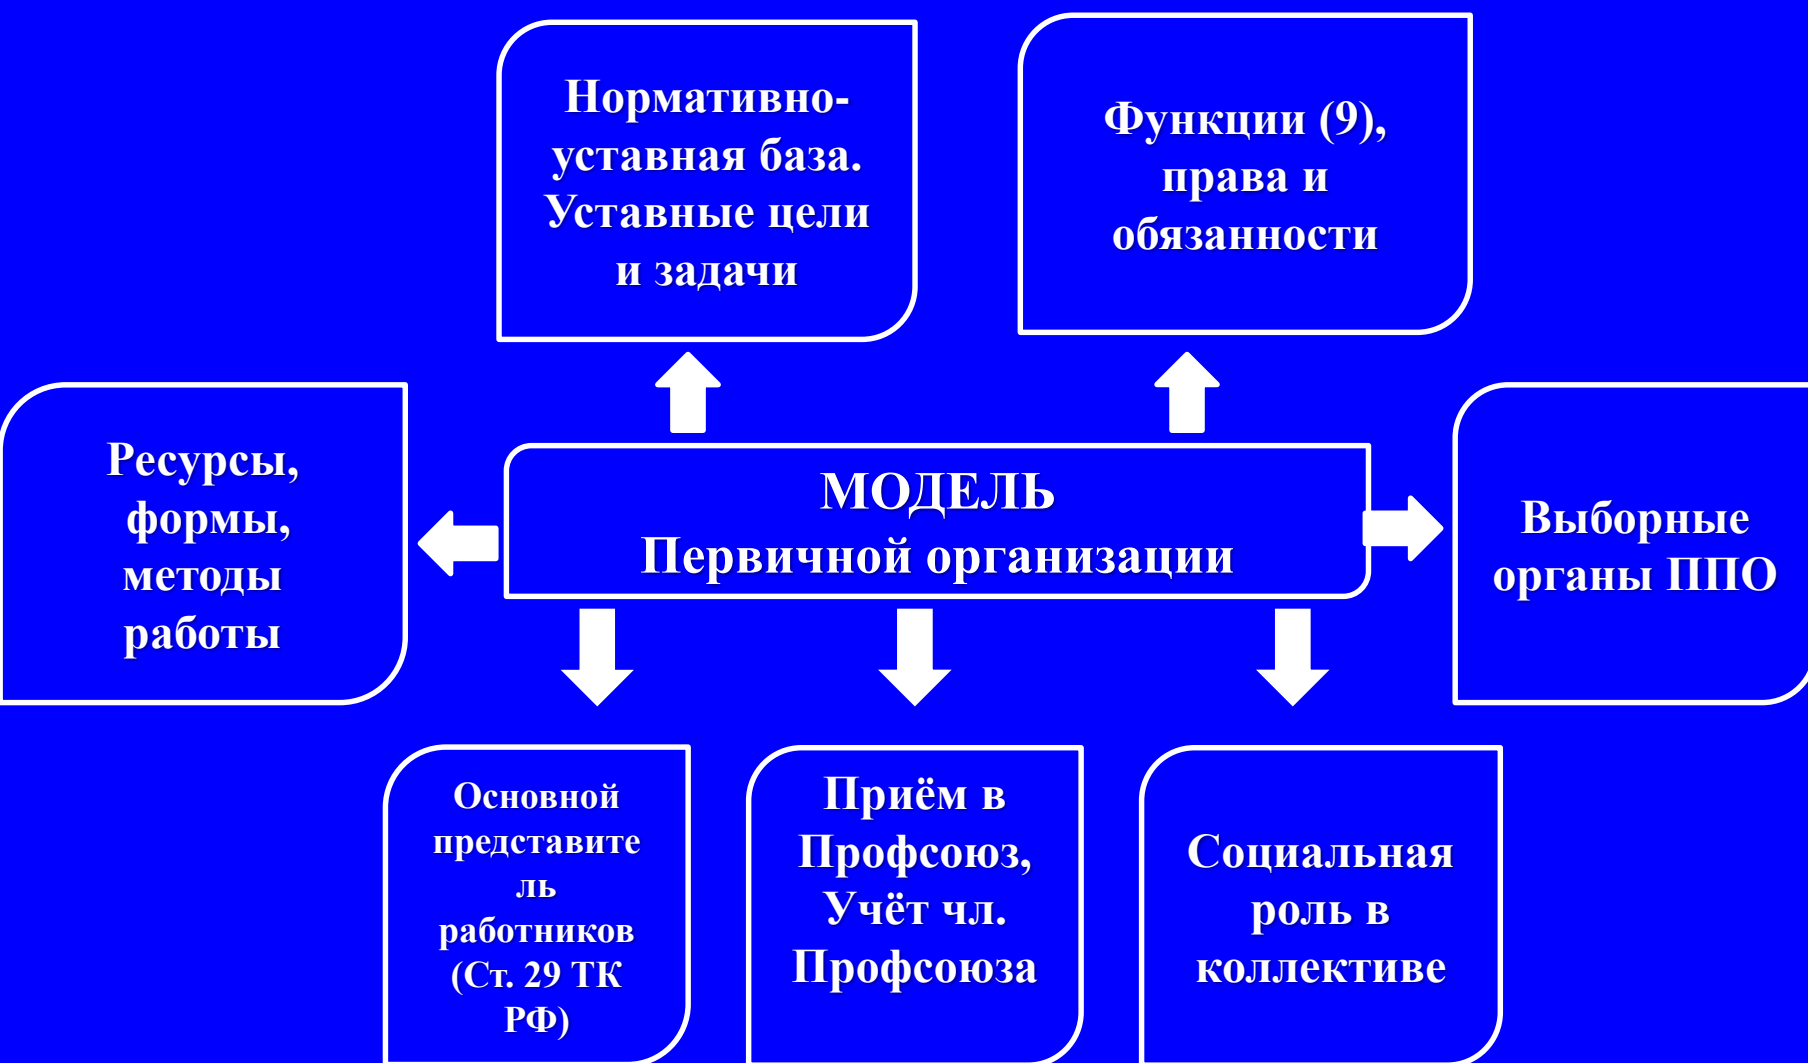 Нормативно-
уставная база.
Уставные цели
и задачи
Функции (9),
права и
обязанности
Ресурсы,
формы,
методы
работы
МОДЕЛЬ
Первичной организации
Выборные
органы ППО
Основной
представите
ль
работников
(Ст. 29 ТК
РФ)
Приём в
Профсоюз,
Учёт чл.
Профсоюза
Социальная
роль в
коллективе